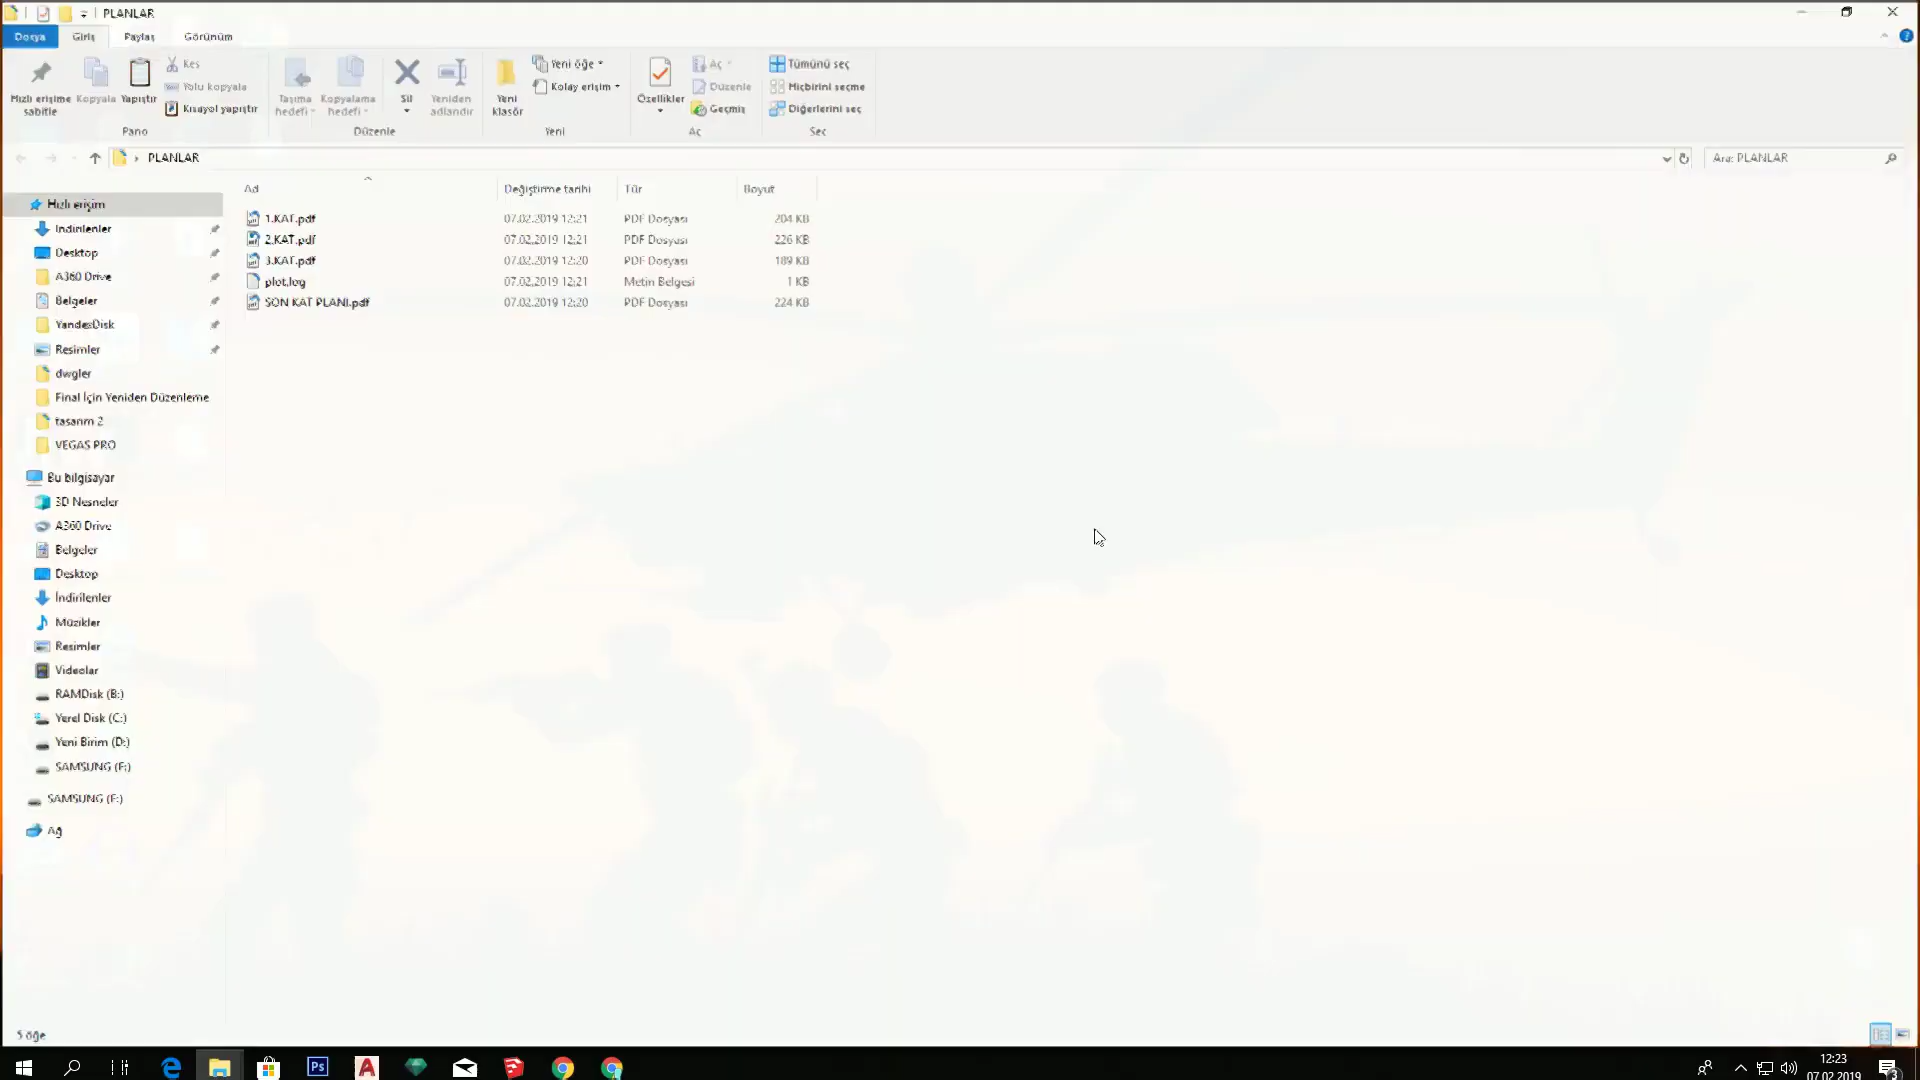 PLANLAR
Dosya Giriş Paylaş Görünüm
Hızlı erişime sabitle
Kopyala
Yapıştır
Kes
Yolu kopyala
Kısayol yapıştır
Pano
Taşıma hedefi
Kopyalama hedefi
Sil
Yeniden adlandır
Düzenle
Yeni klasör
Yeni öğe
Kolay erişim
Yeni
Özellikler
Aç
Düzenle
Geçmiş
Aç
Tümünü seç
Hiçbirini seçme
Diğerlerini seç
Seç
PLANLAR
Ara: PLANLAR
Ad Değiştirme tarihi Tür Boyut
1.KAT.pdf 07.02.2019 12:21 PDF Dosyası 204 KB
2.KAT.pdf 07.02.2019 12:21 PDF Dosyası 226 KB
3.KAT.pdf 07.02.2019 12:20 PDF Dosyası 189 KB
plot.log 07.02.2019 12:21 Metin Belgesi 1 KB
SON KAT PLANI.pdf 07.02.2019 12:20 PDF Dosyası 224 KB
Hızlı erişim
İndirilenler
Desktop
A360 Drive
Belgeler
YandexDisk
Resimler
dwgler
Final İçin Yeniden Düzenleme
tasarım 2
VEGAS PRO
Bu bilgisayar
3D Nesneler
A360 Drive
Belgeler
Desktop
İndirilenler
Müzikler
Resimler
Videolar
RAMDisk (B:)
Yerel Disk (C:)
Yeni Birim (D:)
SAMSUNG (F:)
SAMSUNG (F:)
Ağ
5 öğe
Ps
12:23
07.02.2019
3